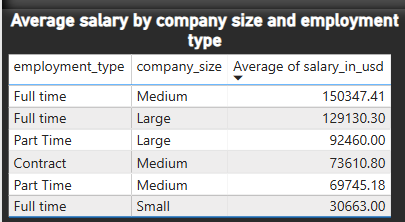 Average salary by company size and employment
type
employment_type company_size Average of salary_in_usd
Full time Medium 150347.41
Full time Large 129130.30
Part Time Large 92460.00
Contract Medium 73610.80
Part Time Medium 69745.18
Full time Small 30663.00